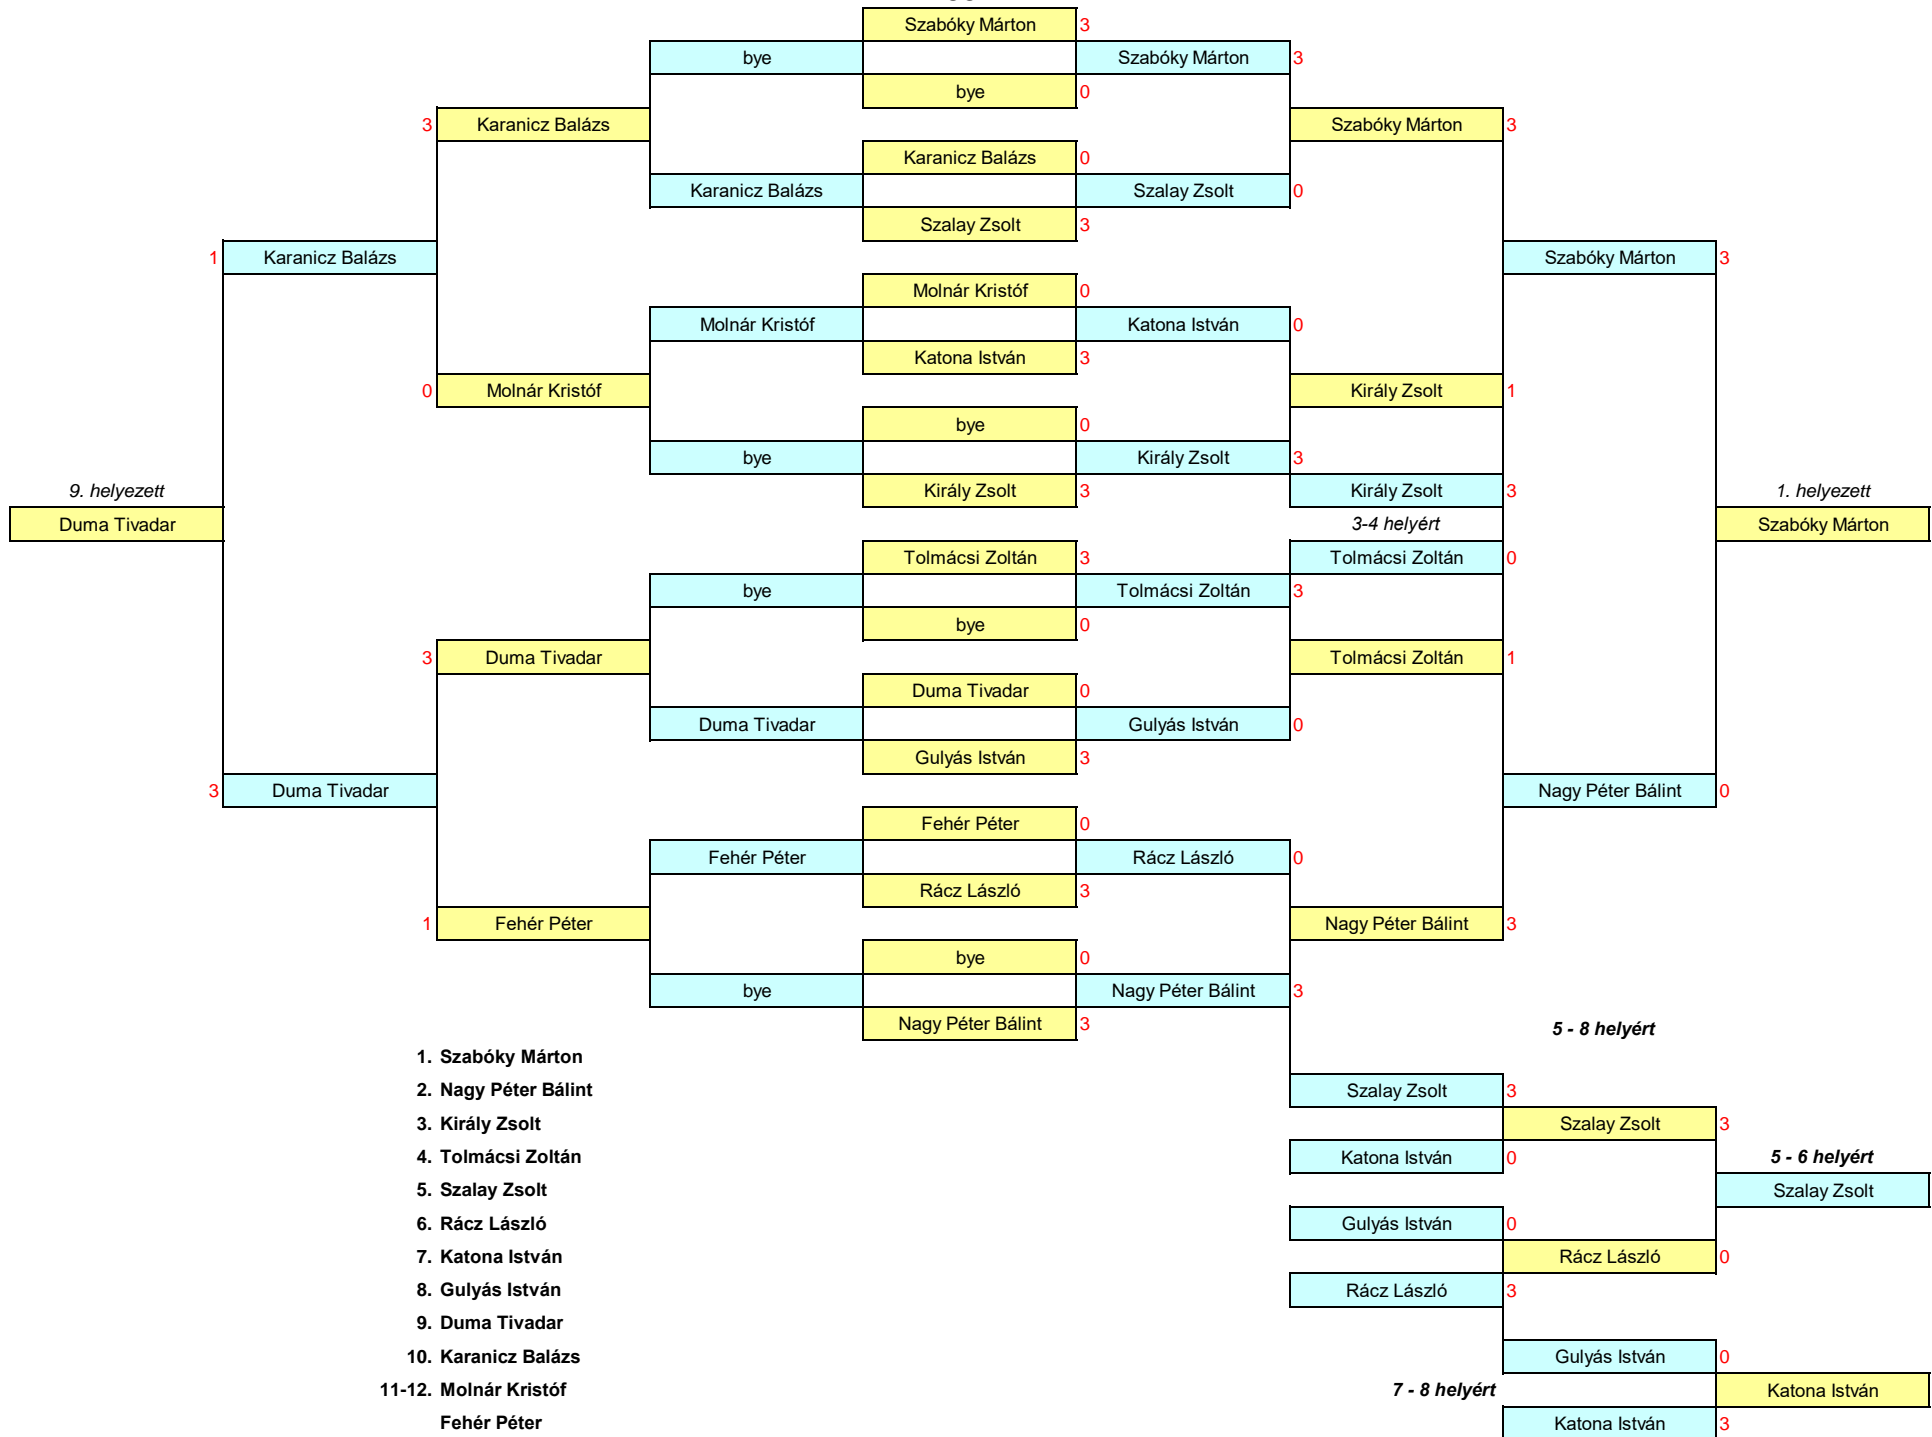 Szabóky Márton 3
bye Szabóky Márton 3
bye 0
3 Karanicz Balázs Szabóky Márton 3
Karanicz Balázs 0
Karanicz Balázs Szalay Zsolt 0
Szalay Zsolt 3
1 Karanicz Balázs Szabóky Márton 3
Molnár Kristóf 0
Molnár Kristóf Katona István 0
Katona István 3
0 Molnár Kristóf Király Zsolt 1
bye 0
bye Király Zsolt 3
9. helyezett Király Zsolt 3 Király Zsolt 3 1. helyezett
Duma Tivadar 3-4 helyért Szabóky Márton
Tolmácsi Zoltán 3 Tolmácsi Zoltán 0
bye Tolmácsi Zoltán 3
bye 0
3 Duma Tivadar Tolmácsi Zoltán 1
Duma Tivadar 0
Duma Tivadar Gulyás István 0
Gulyás István 3
3 Duma Tivadar Nagy Péter Bálint 0
Fehér Péter 0
Fehér Péter Rácz László 0
Rácz László 3
1 Fehér Péter Nagy Péter Bálint 3
bye 0
bye Nagy Péter Bálint 3
Nagy Péter Bálint 3 5 - 8 helyért
1. Szabóky Márton
2. Nagy Péter Bálint Szalay Zsolt 3
3. Király Zsolt Szalay Zsolt 3
4. Tolmácsi Zoltán Katona István 0 5 - 6 helyért
5. Szalay Zsolt Szalay Zsolt
6. Rácz László Gulyás István 0
7. Katona István Rácz László 0
8. Gulyás István Rácz László 3
9. Duma Tivadar
10. Karanicz Balázs Gulyás István 0
11-12. Molnár Kristóf 7 - 8 helyért Katona István
Fehér Péter Katona István 3